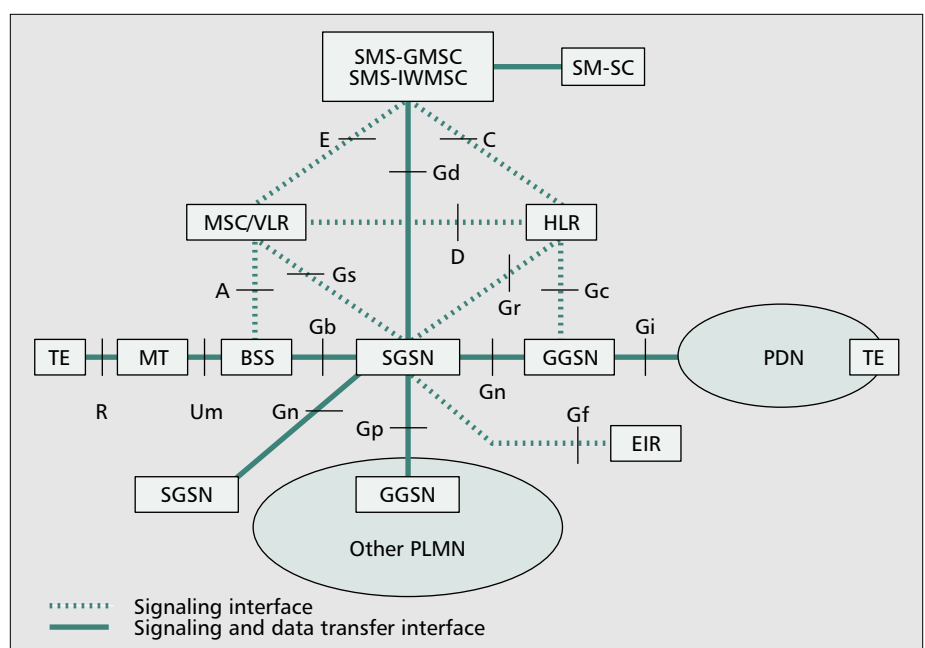 SMS-GMSC
SMS-IWMSC
SM-SC
E
C
Gd
MSC/VLR
HLR
D
Gs
Gr
A
Gc
Gb
Gi
TE
MT
BSS
SGSN
GGSN
PDN
TE
R
Um
Gn
Gn
Gp
Gf
EIR
SGSN
GGSN
Other PLMN
Signaling interface
Signaling and data transfer interface